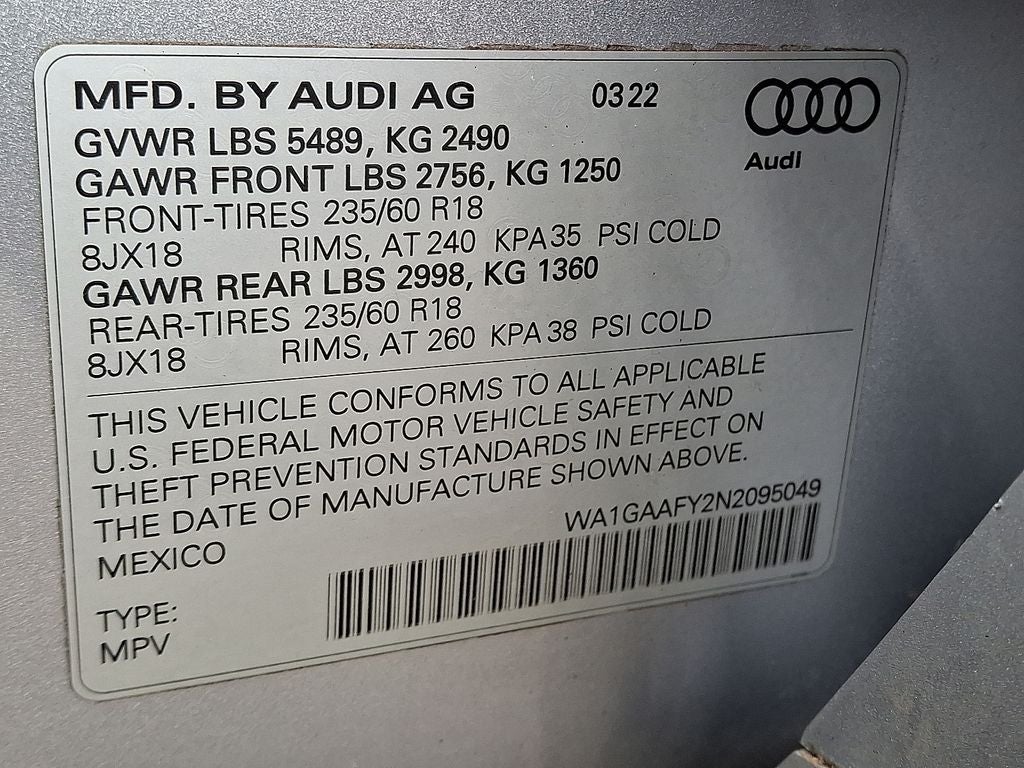 MFD. BY AUDI AG 03 22
Audi
GVWR LBS 5489, KG 2490
GAWR FRONT LBS 2756, KG 1250
FRONT-TIRES 235/60 R18
8JX18 RIMS, AT 240 KPA 35 PSI COLD
GAWR REAR LBS 2998, KG 1360
REAR-TIRES 235/60 R18
8JX18 RIMS, AT 260 KPA 38 PSI COLD
THIS VEHICLE CONFORMS TO ALL APPLICABLE
U.S. FEDERAL MOTOR VEHICLE SAFETY AND
THEFT PREVENTION STANDARDS IN EFFECT ON
THE DATE OF MANUFACTURE SHOWN ABOVE.
MEXICO WA1GAAFY2N2095049
TYPE:
MPV